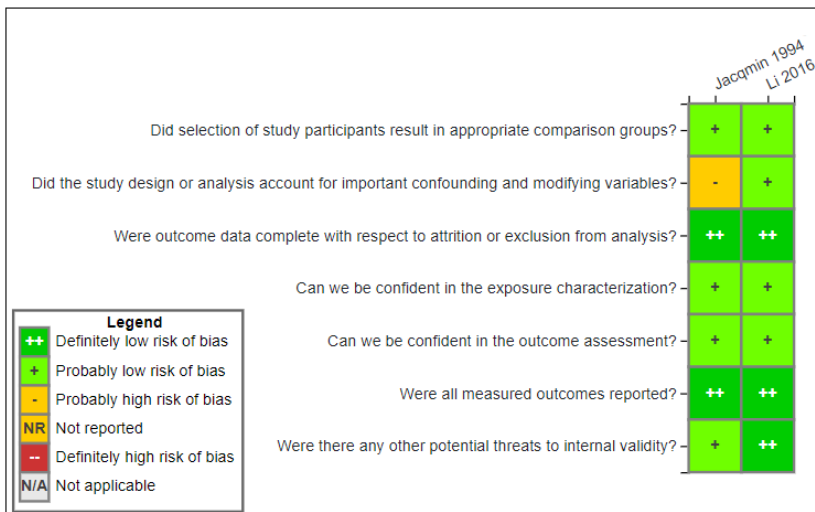 Jacqmin 1994
Li 2016
Did selection of study participants result in appropriate comparison groups? + +
Did the study design or analysis account for important confounding and modifying variables? - +
Were outcome data complete with respect to attrition or exclusion from analysis? ++ ++
Can we be confident in the exposure characterization? + +
Can we be confident in the outcome assessment? + +
Were all measured outcomes reported? ++ ++
Were there any other potential threats to internal validity? + ++
Legend
++ Definitely low risk of bias
+ Probably low risk of bias
- Probably high risk of bias
NR Not reported
-- Definitely high risk of bias
N/A Not applicable